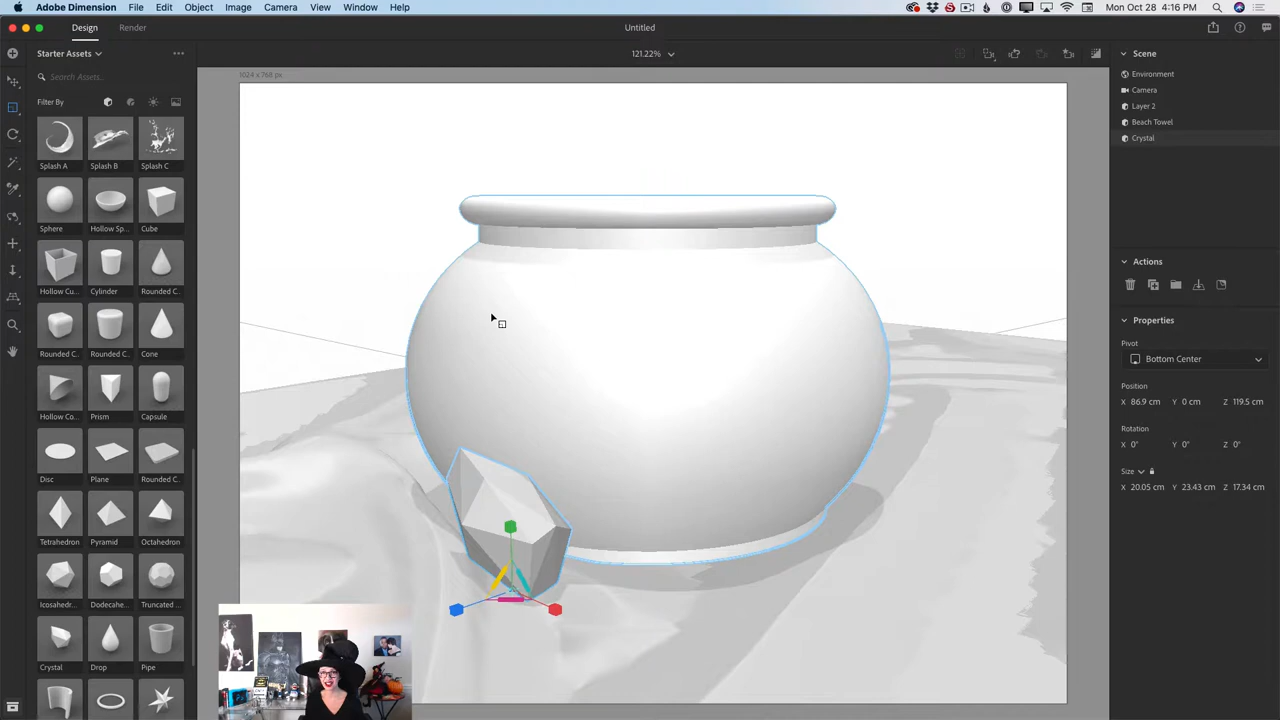 Adobe Dimension File Edit Object Image Camera View Window Help Mon Oct 28 4:16 PM
Design Render Untitled
Starter Assets 121.22% Scene
1024 x 768 px
Search Assets...
Filter By
Splash A Splash B Splash C
Sphere Hollow Sp... Cube
Hollow Cu... Cylinder Rounded C...
Rounded C... Rounded C... Cone
Hollow Co... Prism Capsule
Disc Plane Rounded C...
Tetrahedron Pyramid Octahedron
Icosahedr... Dodecahe... Truncated ...
Crystal Drop Pipe
Environment
Camera
Layer 2
Beach Towel
Crystal
Actions
Properties
Pivot
Bottom Center
Position
X 86.9 cm Y 0 cm Z 119.5 cm
Rotation
X 0° Y 0° Z 0°
Size
X 20.05 cm Y 23.43 cm Z 17.34 cm